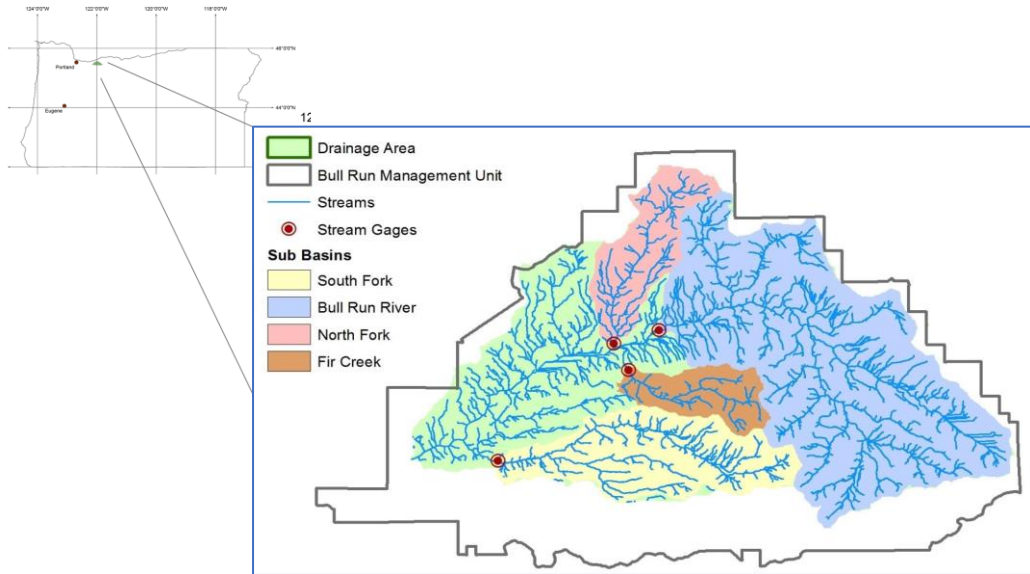 124°0'0"W 122°0'0"W 120°0'0"W 118°0'0"W
46°0'0"N
Portland
44°0'0"N
Eugene
12
Drainage Area
Bull Run Management Unit
Streams
Stream Gages
Sub Basins
South Fork
Bull Run River
North Fork
Fir Creek